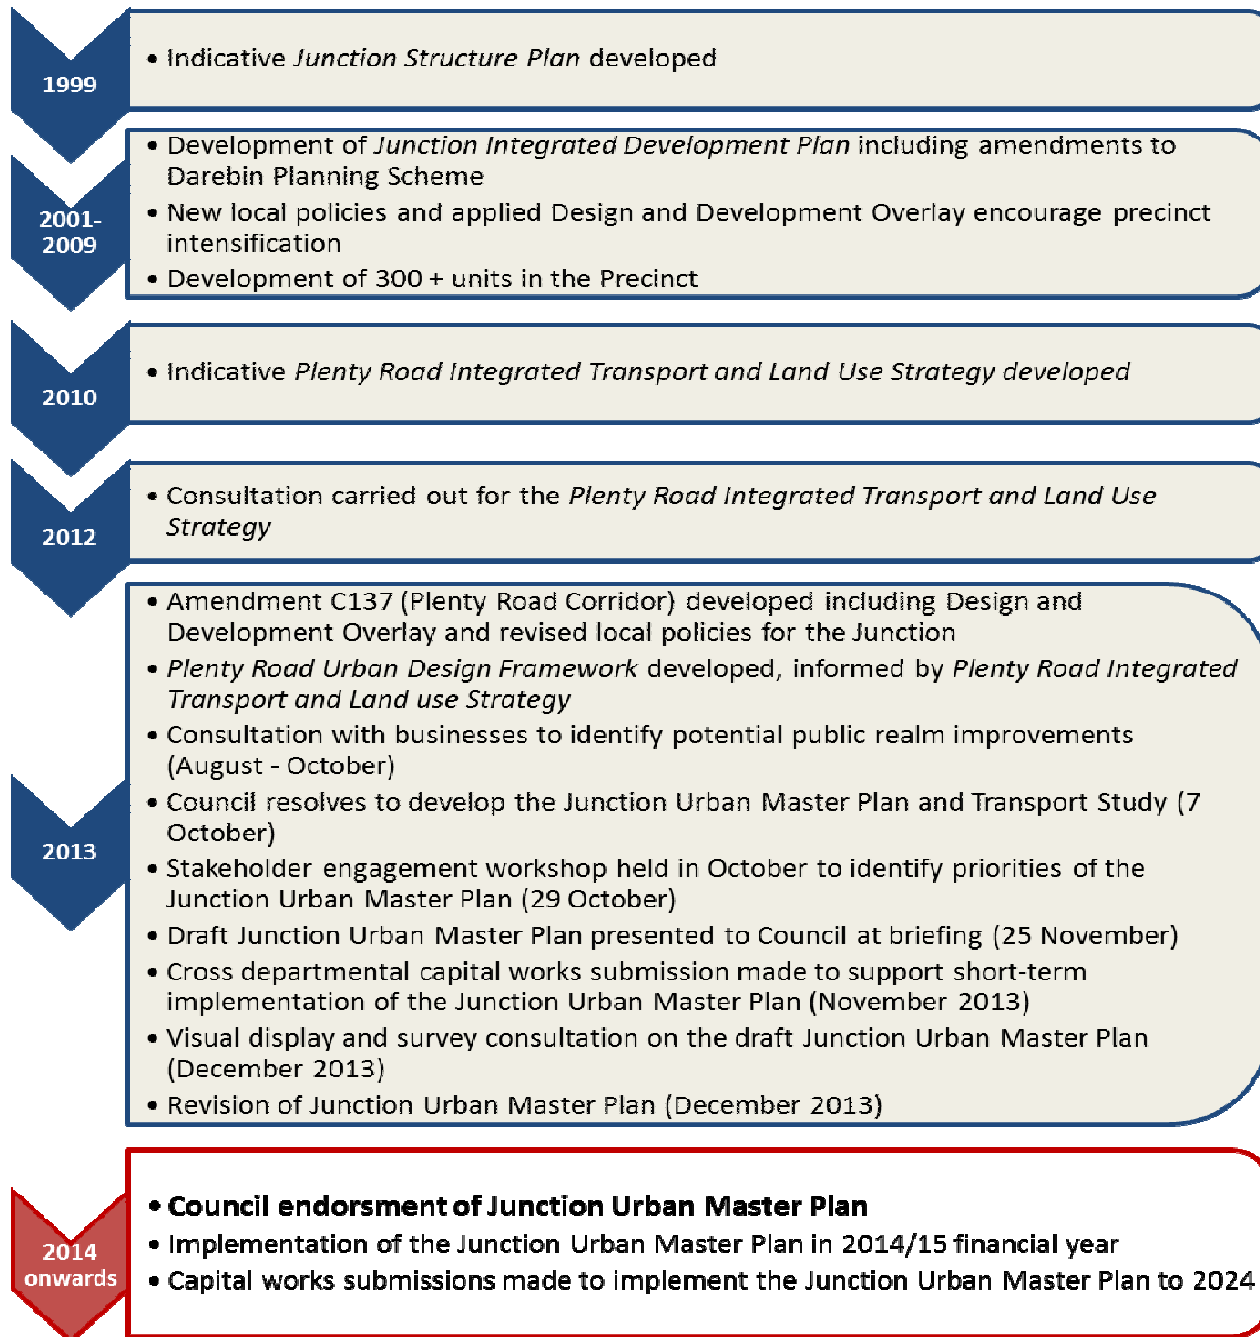 1999
• Indicative Junction Structure Plan developed
2001-
2009
• Development of Junction Integrated Development Plan including amendments to
Darebin Planning Scheme
• New local policies and applied Design and Development Overlay encourage precinct
intensification
• Development of 300 + units in the Precinct
2010
• Indicative Plenty Road Integrated Transport and Land Use Strategy developed
2012
• Consultation carried out for the Plenty Road Integrated Transport and Land Use
Strategy
2013
• Amendment C137 (Plenty Road Corridor) developed including Design and
Development Overlay and revised local policies for the Junction
• Plenty Road Urban Design Framework developed, informed by Plenty Road Integrated
Transport and Land use Strategy
• Consultation with businesses to identify potential public realm improvements
(August - October)
• Council resolves to develop the Junction Urban Master Plan and Transport Study (7
October)
• Stakeholder engagement workshop held in October to identify priorities of the
Junction Urban Master Plan (29 October)
• Draft Junction Urban Master Plan presented to Council at briefing (25 November)
• Cross departmental capital works submission made to support short-term
implementation of the Junction Urban Master Plan (November 2013)
• Visual display and survey consultation on the draft Junction Urban Master Plan
(December 2013)
• Revision of Junction Urban Master Plan (December 2013)
2014
onwards
• Council endorsment of Junction Urban Master Plan
• Implementation of the Junction Urban Master Plan in 2014/15 financial year
• Capital works submissions made to implement the Junction Urban Master Plan to 2024